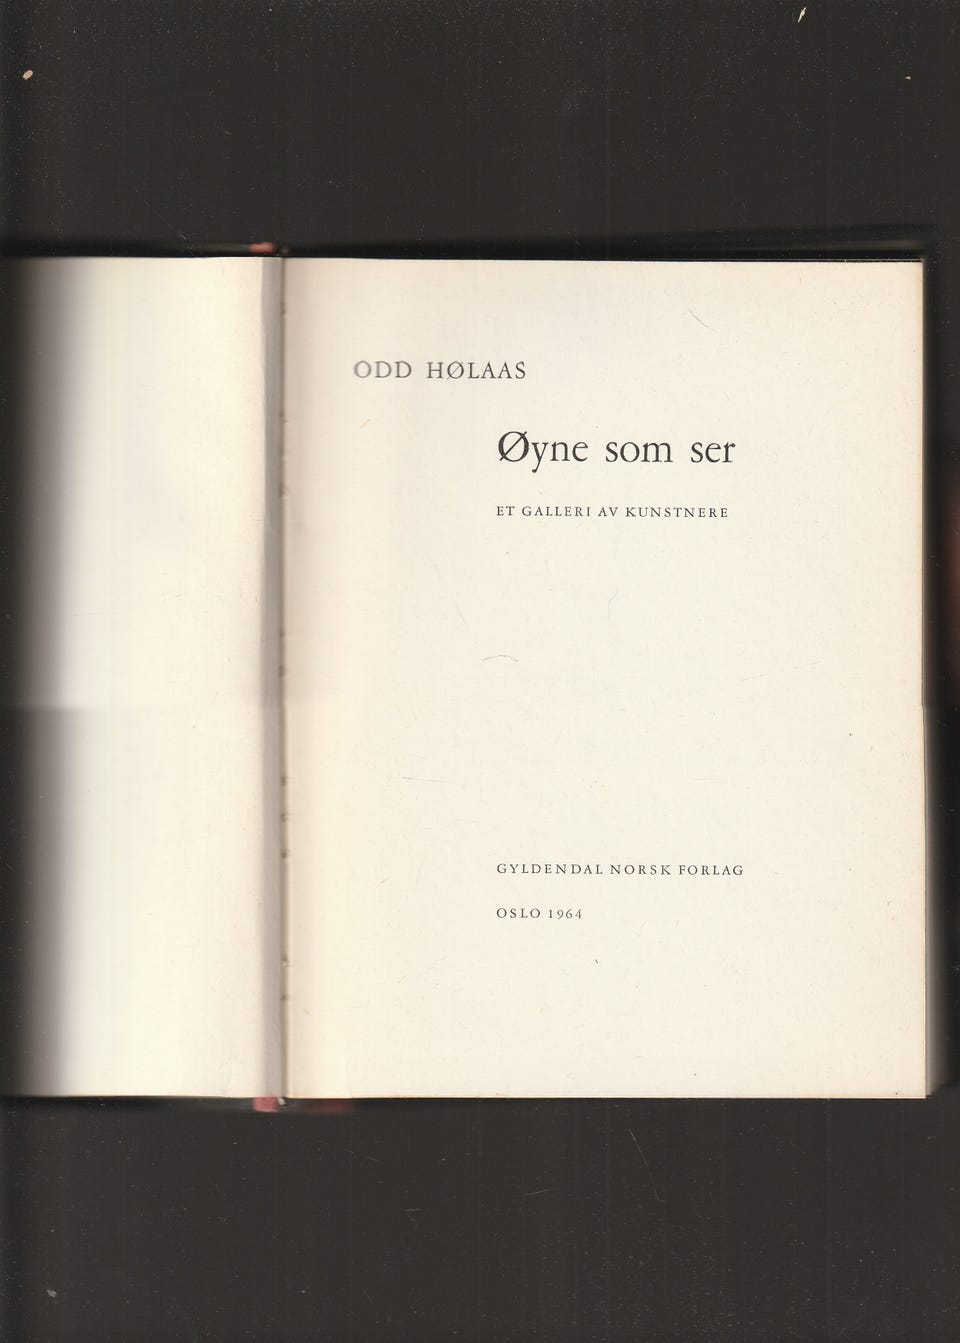 ODD HØLAAS
Øyne som ser
ET GALLERI AV KUNSTNERE
GYLDENDAL NORSK FORLAG
OSLO 1964